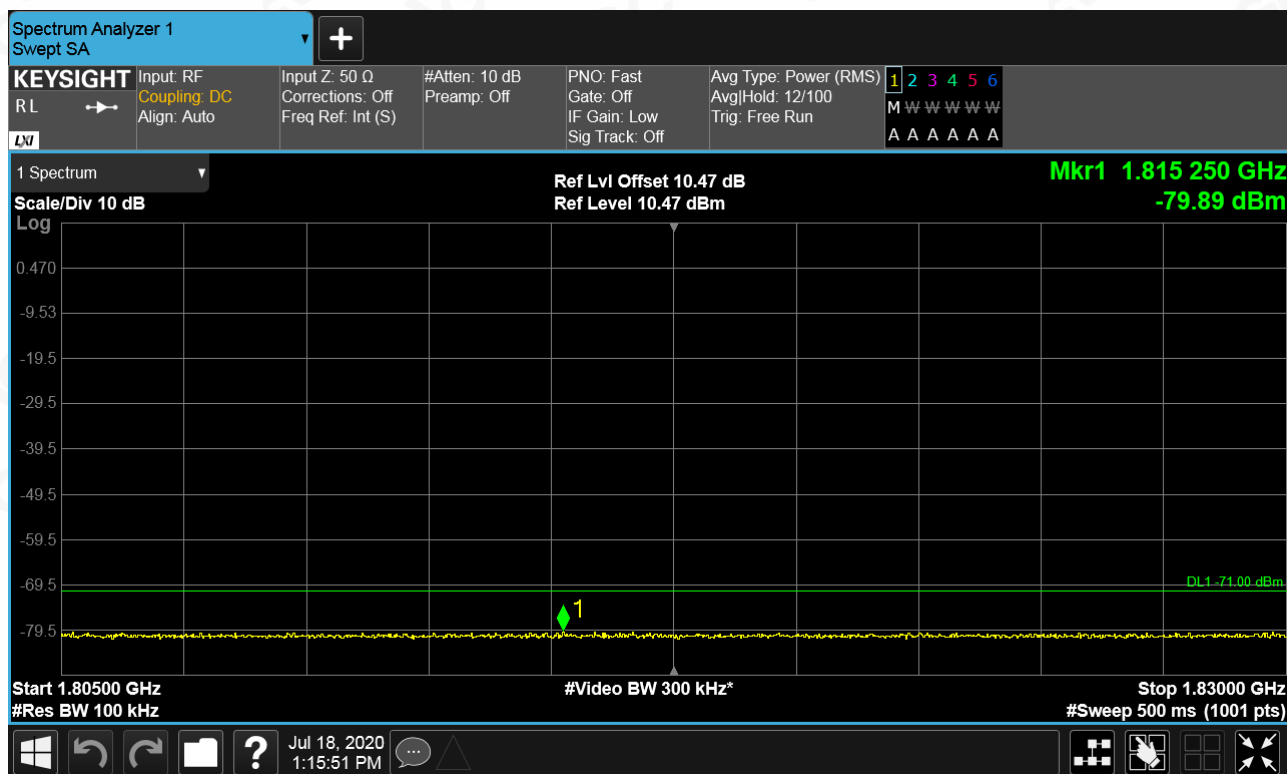 Spectrum Analyzer 1
Swept SA
+
KEYSIGHT
R L
LXI
Input: RF
Coupling: DC
Align: Auto
Input Z: 50 Ω
Corrections: Off
Freq Ref: Int (S)
#Atten: 10 dB
Preamp: Off
PNO: Fast
Gate: Off
IF Gain: Low
Sig Track: Off
Avg Type: Power (RMS)
Avg|Hold: 12/100
Trig: Free Run
1 2 3 4 5 6
M W W W W W
A A A A A A
1 Spectrum
Scale/Div 10 dB
Log
Ref Lvl Offset 10.47 dB
Ref Level 10.47 dBm
Mkr1 1.815 250 GHz
-79.89 dBm
0.470
-9.53
-19.5
-29.5
-39.5
-49.5
-59.5
-69.5
-79.5
DL1 -71.00 dBm
1
Start 1.80500 GHz
#Res BW 100 kHz
#Video BW 300 kHz*
Stop 1.83000 GHz
#Sweep 500 ms (1001 pts)
?
Jul 18, 2020
1:15:51 PM